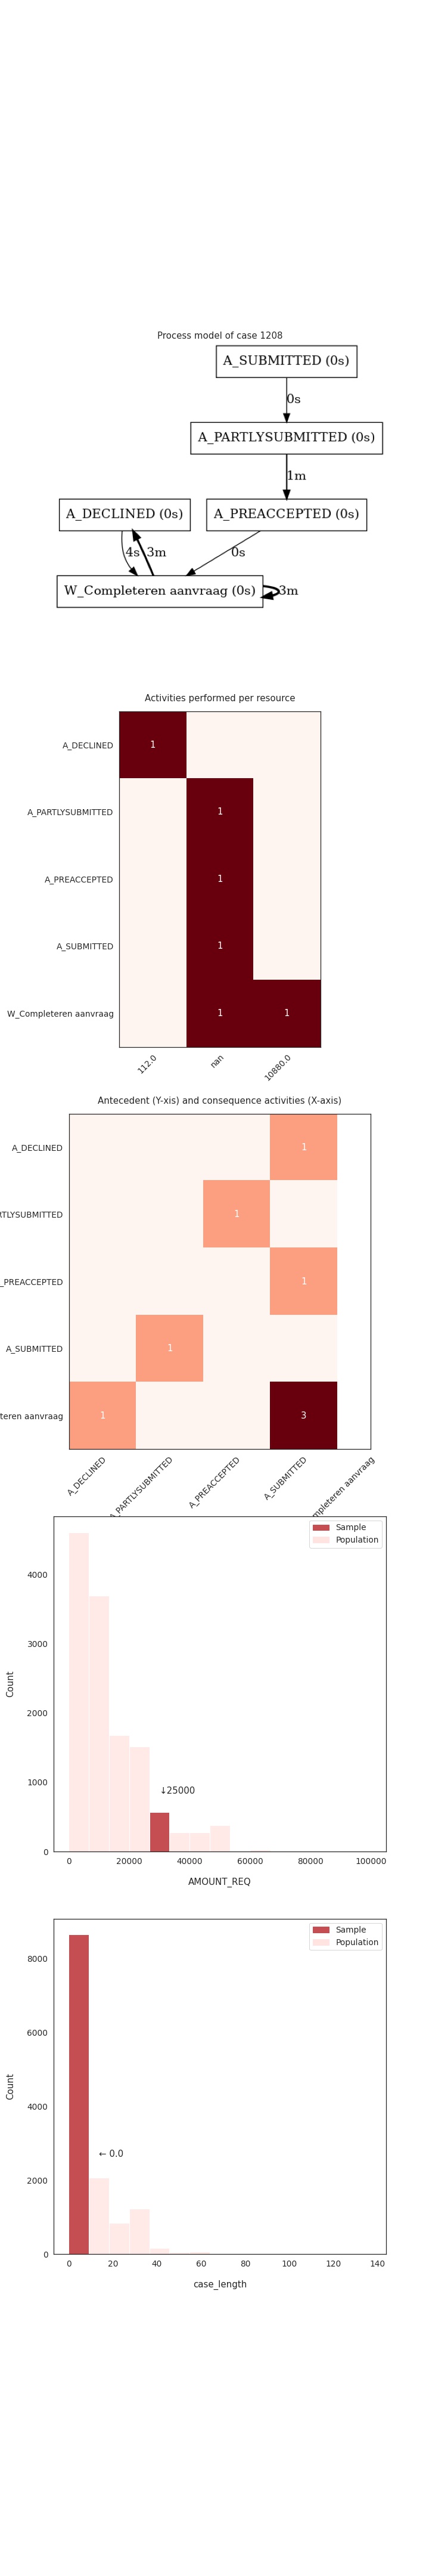 Process model of case 1208
A_SUBMITTED (0s)
0s
A_PARTLYSUBMITTED (0s)
1m
A_DECLINED (0s)
A_PREACCEPTED (0s)
4s 3m
0s
W_Completeren aanvraag (0s)
3m
Activities performed per resource
A_DECLINED
1
A_PARTLYSUBMITTED
1
A_PREACCEPTED
1
A_SUBMITTED
1
W_Completeren aanvraag
1 1
112.0 nan 10880.0
Antecedent (Y-xis) and consequence activities (X-axis)
A_DECLINED
1
RTLYSUBMITTED
1
_PREACCEPTED
1
A_SUBMITTED
1
teren aanvraag
1 3
A_DECLINED A_PARTLYSUBMITTED A_PREACCEPTED A_SUBMITTED mpleteren aanvraag
Sample
Population
4000
3000
2000
1000
0
Count
↓25000
0 20000 40000 60000 80000 100000
AMOUNT_REQ
Sample
Population
8000
6000
4000
2000
0
Count
← 0.0
0 20 40 60 80 100 120 140
case_length